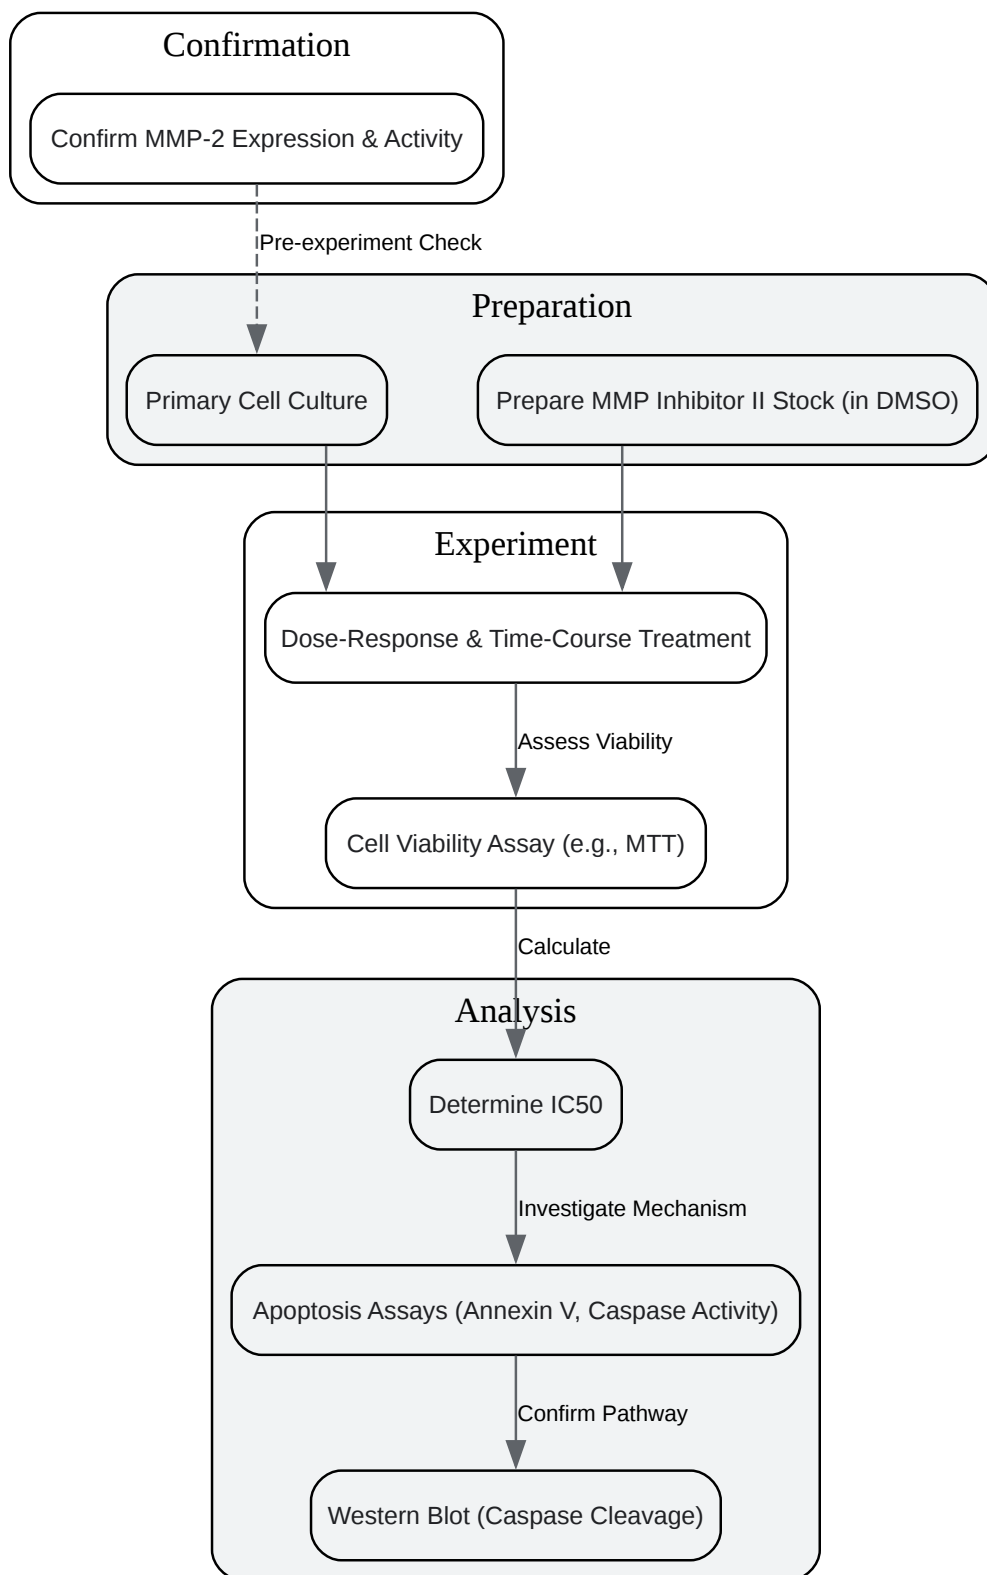 Confirmation
Confirm MMP-2 Expression & Activity
Pre-experiment Check
Preparation
Primary Cell Culture
Prepare MMP Inhibitor II Stock (in DMSO)
Experiment
Dose-Response & Time-Course Treatment
Assess Viability
Cell Viability Assay (e.g., MTT)
Calculate
Analysis
Determine IC50
Investigate Mechanism
Apoptosis Assays (Annexin V, Caspase Activity)
Confirm Pathway
Western Blot (Caspase Cleavage)